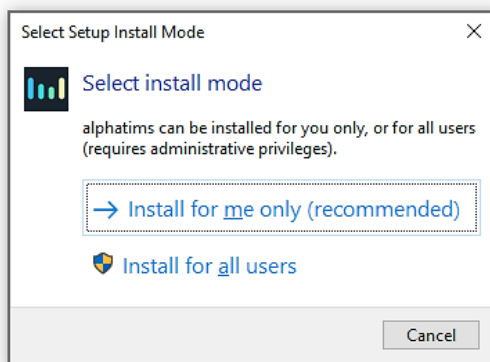 Select Setup Install Mode
Select install mode
alphatims can be installed for you only, or for all users
(requires administrative privileges).
Install for me only (recommended)
Install for all users
Cancel